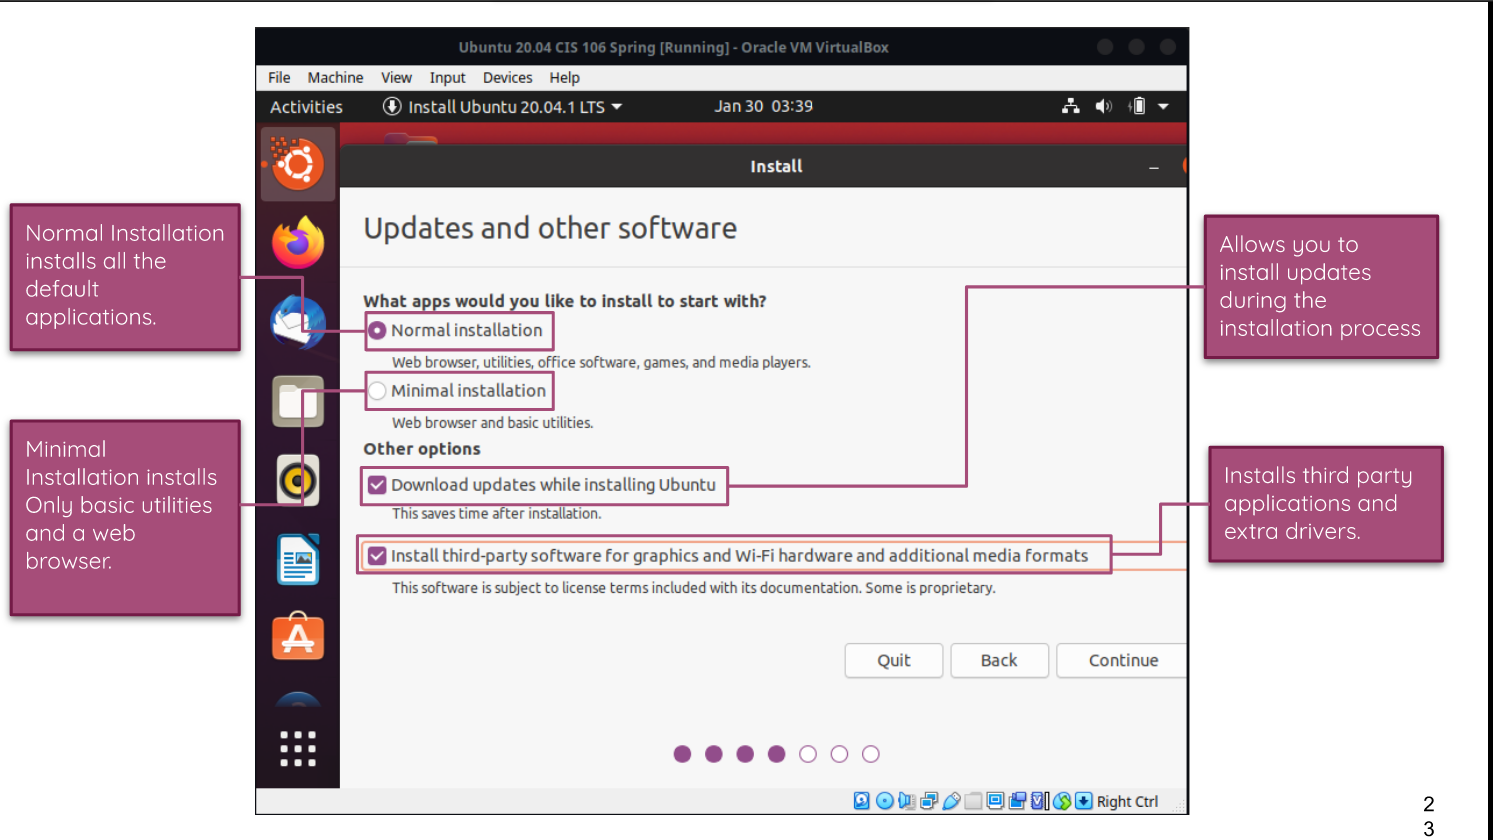 Ubuntu 20.04 CIS 106 Spring [Running] - Oracle VM VirtualBox
File Machine View Input Devices Help
Activities Install Ubuntu 20.04.1 LTS Jan 30 03:39
Install
Updates and other software
What apps would you like to install to start with?
Normal installation
Web browser, utilities, office software, games, and media players.
Minimal installation
Web browser and basic utilities.
Other options
Download updates while installing Ubuntu
This saves time after installation.
Install third-party software for graphics and Wi-Fi hardware and additional media formats
This software is subject to license terms included with its documentation. Some is proprietary.
Quit Back Continue
Right Ctrl
Normal Installation
installs all the
default
applications.
Minimal
Installation installs
Only basic utilities
and a web
browser.
Allows you to
install updates
during the
installation process
Installs third party
applications and
extra drivers.
2
3